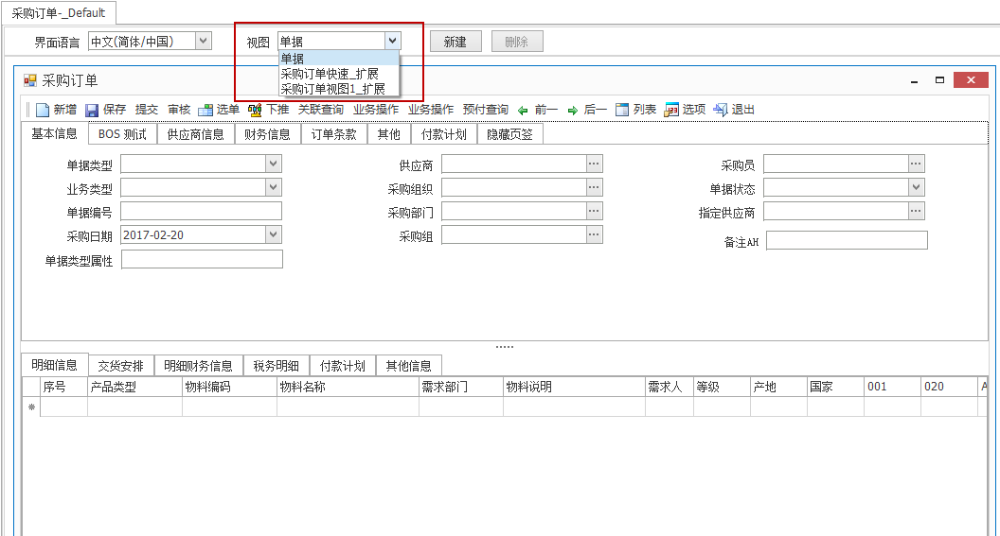 采购订单-_Default
界面语言 中文(简体/中国) 视图 单据 新建 删除
单据
采购订单快速_扩展
采购订单视图1_扩展
采购订单
新增 保存 提交 审核 选单 下推 关联查询 业务操作 业务操作 预付查询 前一 后一 列表 选项 退出
基本信息 BOS 测试 供应商信息 财务信息 订单条款 其他 付款计划 隐藏页签
单据类型 供应商 采购员
业务类型 采购组织 单据状态
单据编号 采购部门 指定供应商
采购日期 2017-02-20 采购组 备注AH
单据类型属性
明细信息 交货安排 明细财务信息 税务明细 付款计划 其他信息
序号 产品类型 物料编码 物料名称 需求部门 物料说明 需求人 等级 产地 国家 001 020